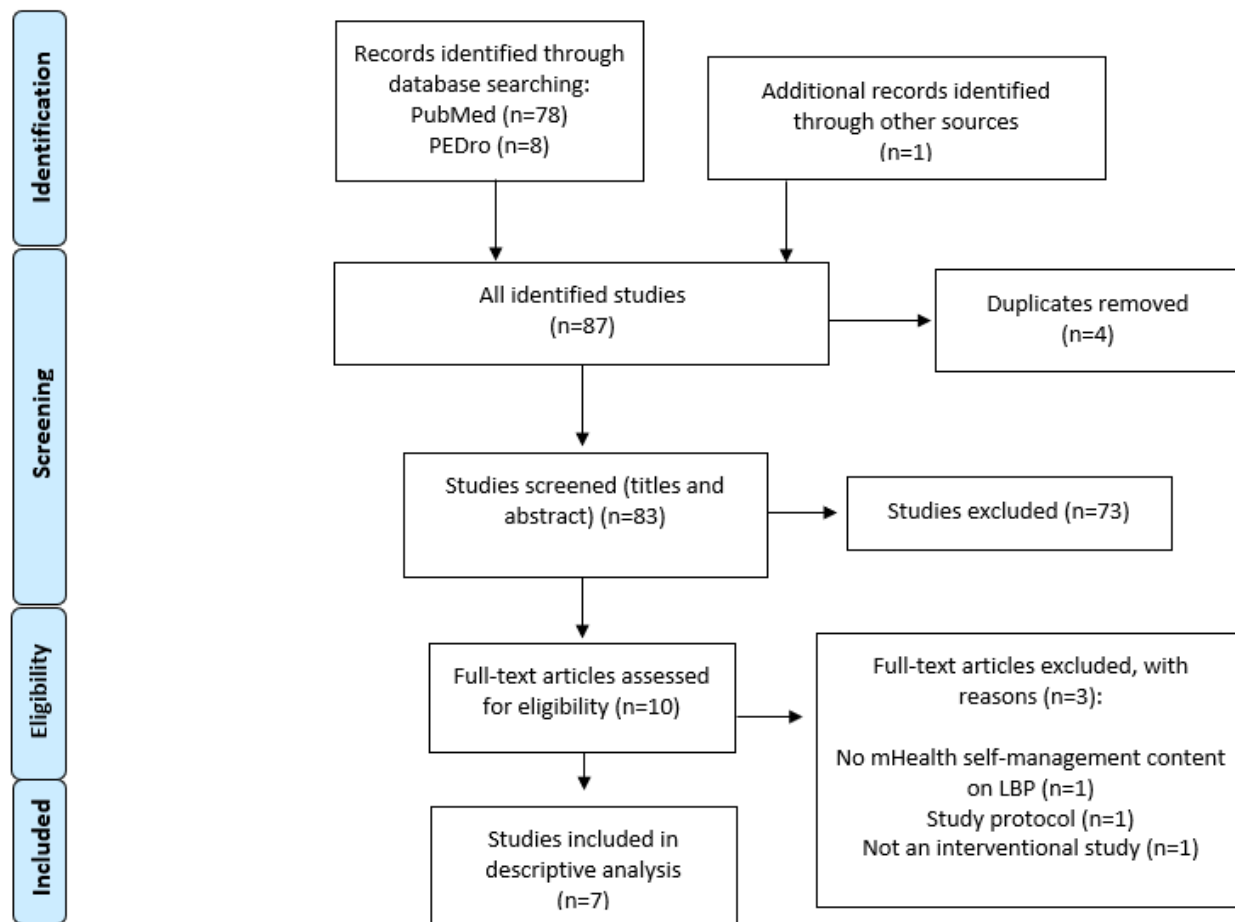 Identification
Records identified through
database searching:
PubMed (n=78)
PEDro (n=8)
Additional records identified
through other sources
(n=1)
Screening
All identified studies
(n=87)
Duplicates removed
(n=4)
Studies screened (titles and
abstract) (n=83)
Studies excluded (n=73)
Eligibility
Full-text articles assessed
for eligibility (n=10)
Full-text articles excluded, with
reasons (n=3):
No mHealth self-management content
on LBP (n=1)
Study protocol (n=1)
Not an interventional study (n=1)
Included
Studies included in
descriptive analysis
(n=7)